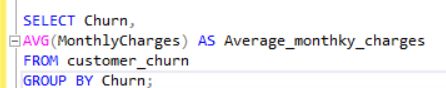 SELECT Churn,
AVG(MonthlyCharges) AS Average_monthky_charges
FROM customer_churn
GROUP BY Churn;